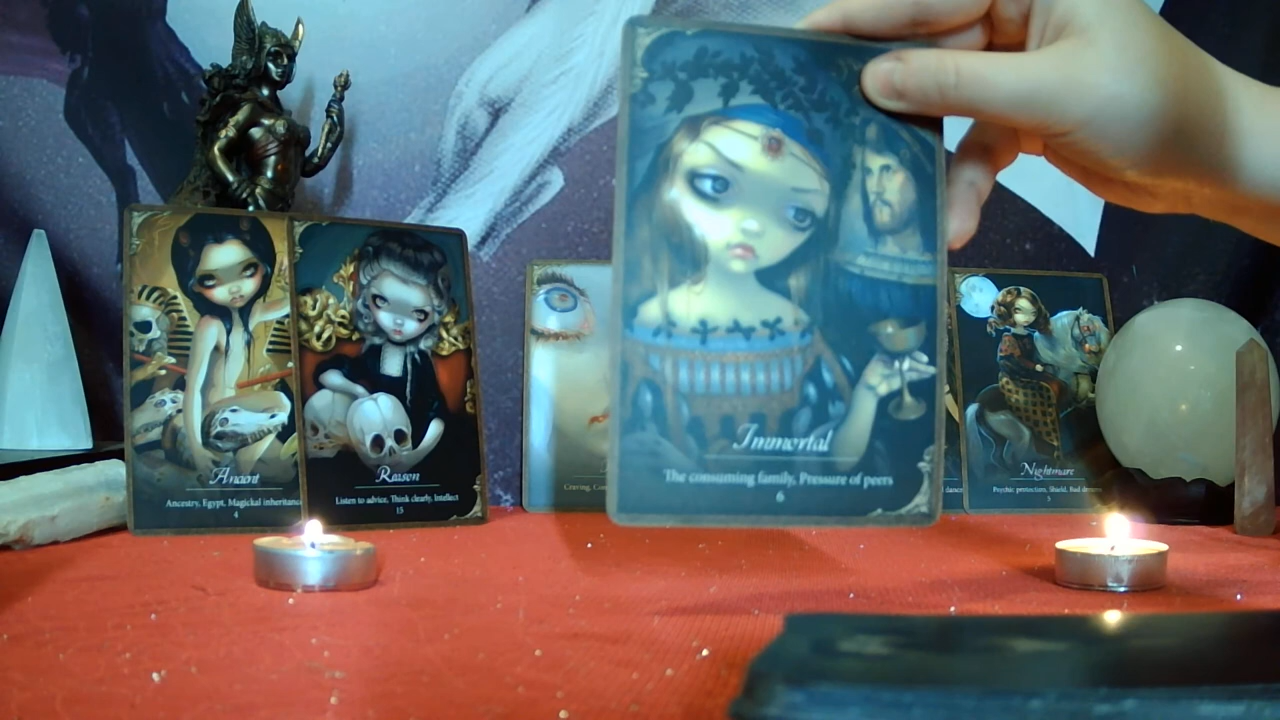 Ancient
Ancestry, Egypt, Magickal inheritance
4
Reason
Listen to advice, Think clearly, Intellect
15
Craving,
Immortal
The consuming family, Pressure of peers
6
Nightmare
Psychic protection, Shield, Bad dreams
3